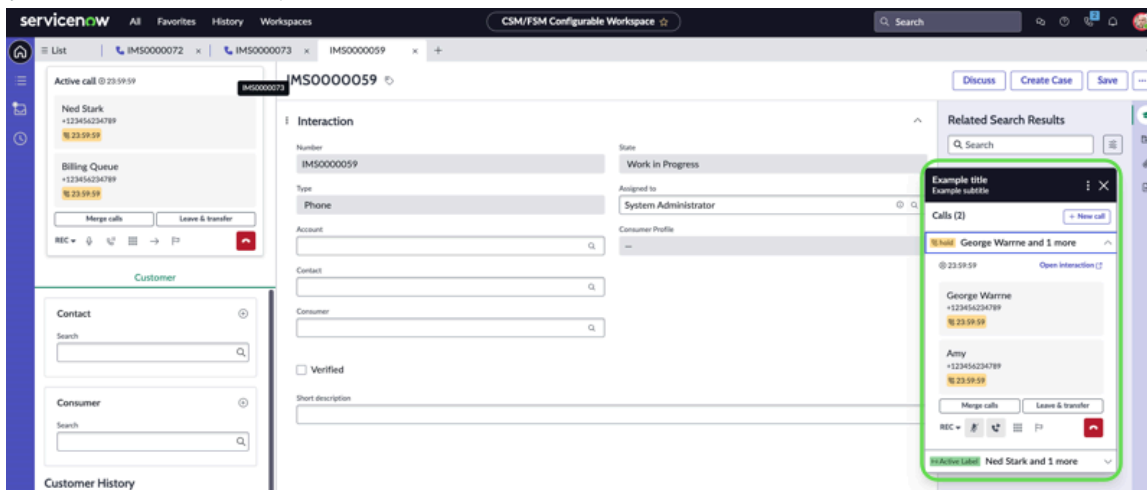 servicenow All Favorites History Workspaces CSM/FSM Configurable Workspace ☆ Search 2
List IMS0000072 × IMS0000073 × IMS0000059 × +
Active call 23:59:59
IMS0000073
Ned Stark
+123456234789
23:59:59
Billing Queue
+123456234789
23:59:59
Merge calls Leave & transfer
REC
Customer
Contact
Search
Consumer
Search
Customer History
IMS0000059
Discuss Create Case Save
Interaction
Number
IMS0000059
State
Work in Progress
Type
Phone
Assigned to
System Administrator
Account
Consumer Profile
—
Contact
Consumer
Verified
Short description
Related Search Results
Search
Example title
Example subtitle
Calls (2) + New call
hold George Warrne and 1 more
23:59:59 Open interaction
George Warrne
+123456234789
23:59:59
Amy
+123456234789
23:59:59
Merge calls Leave & transfer
REC
Active Label Ned Stark and 1 more